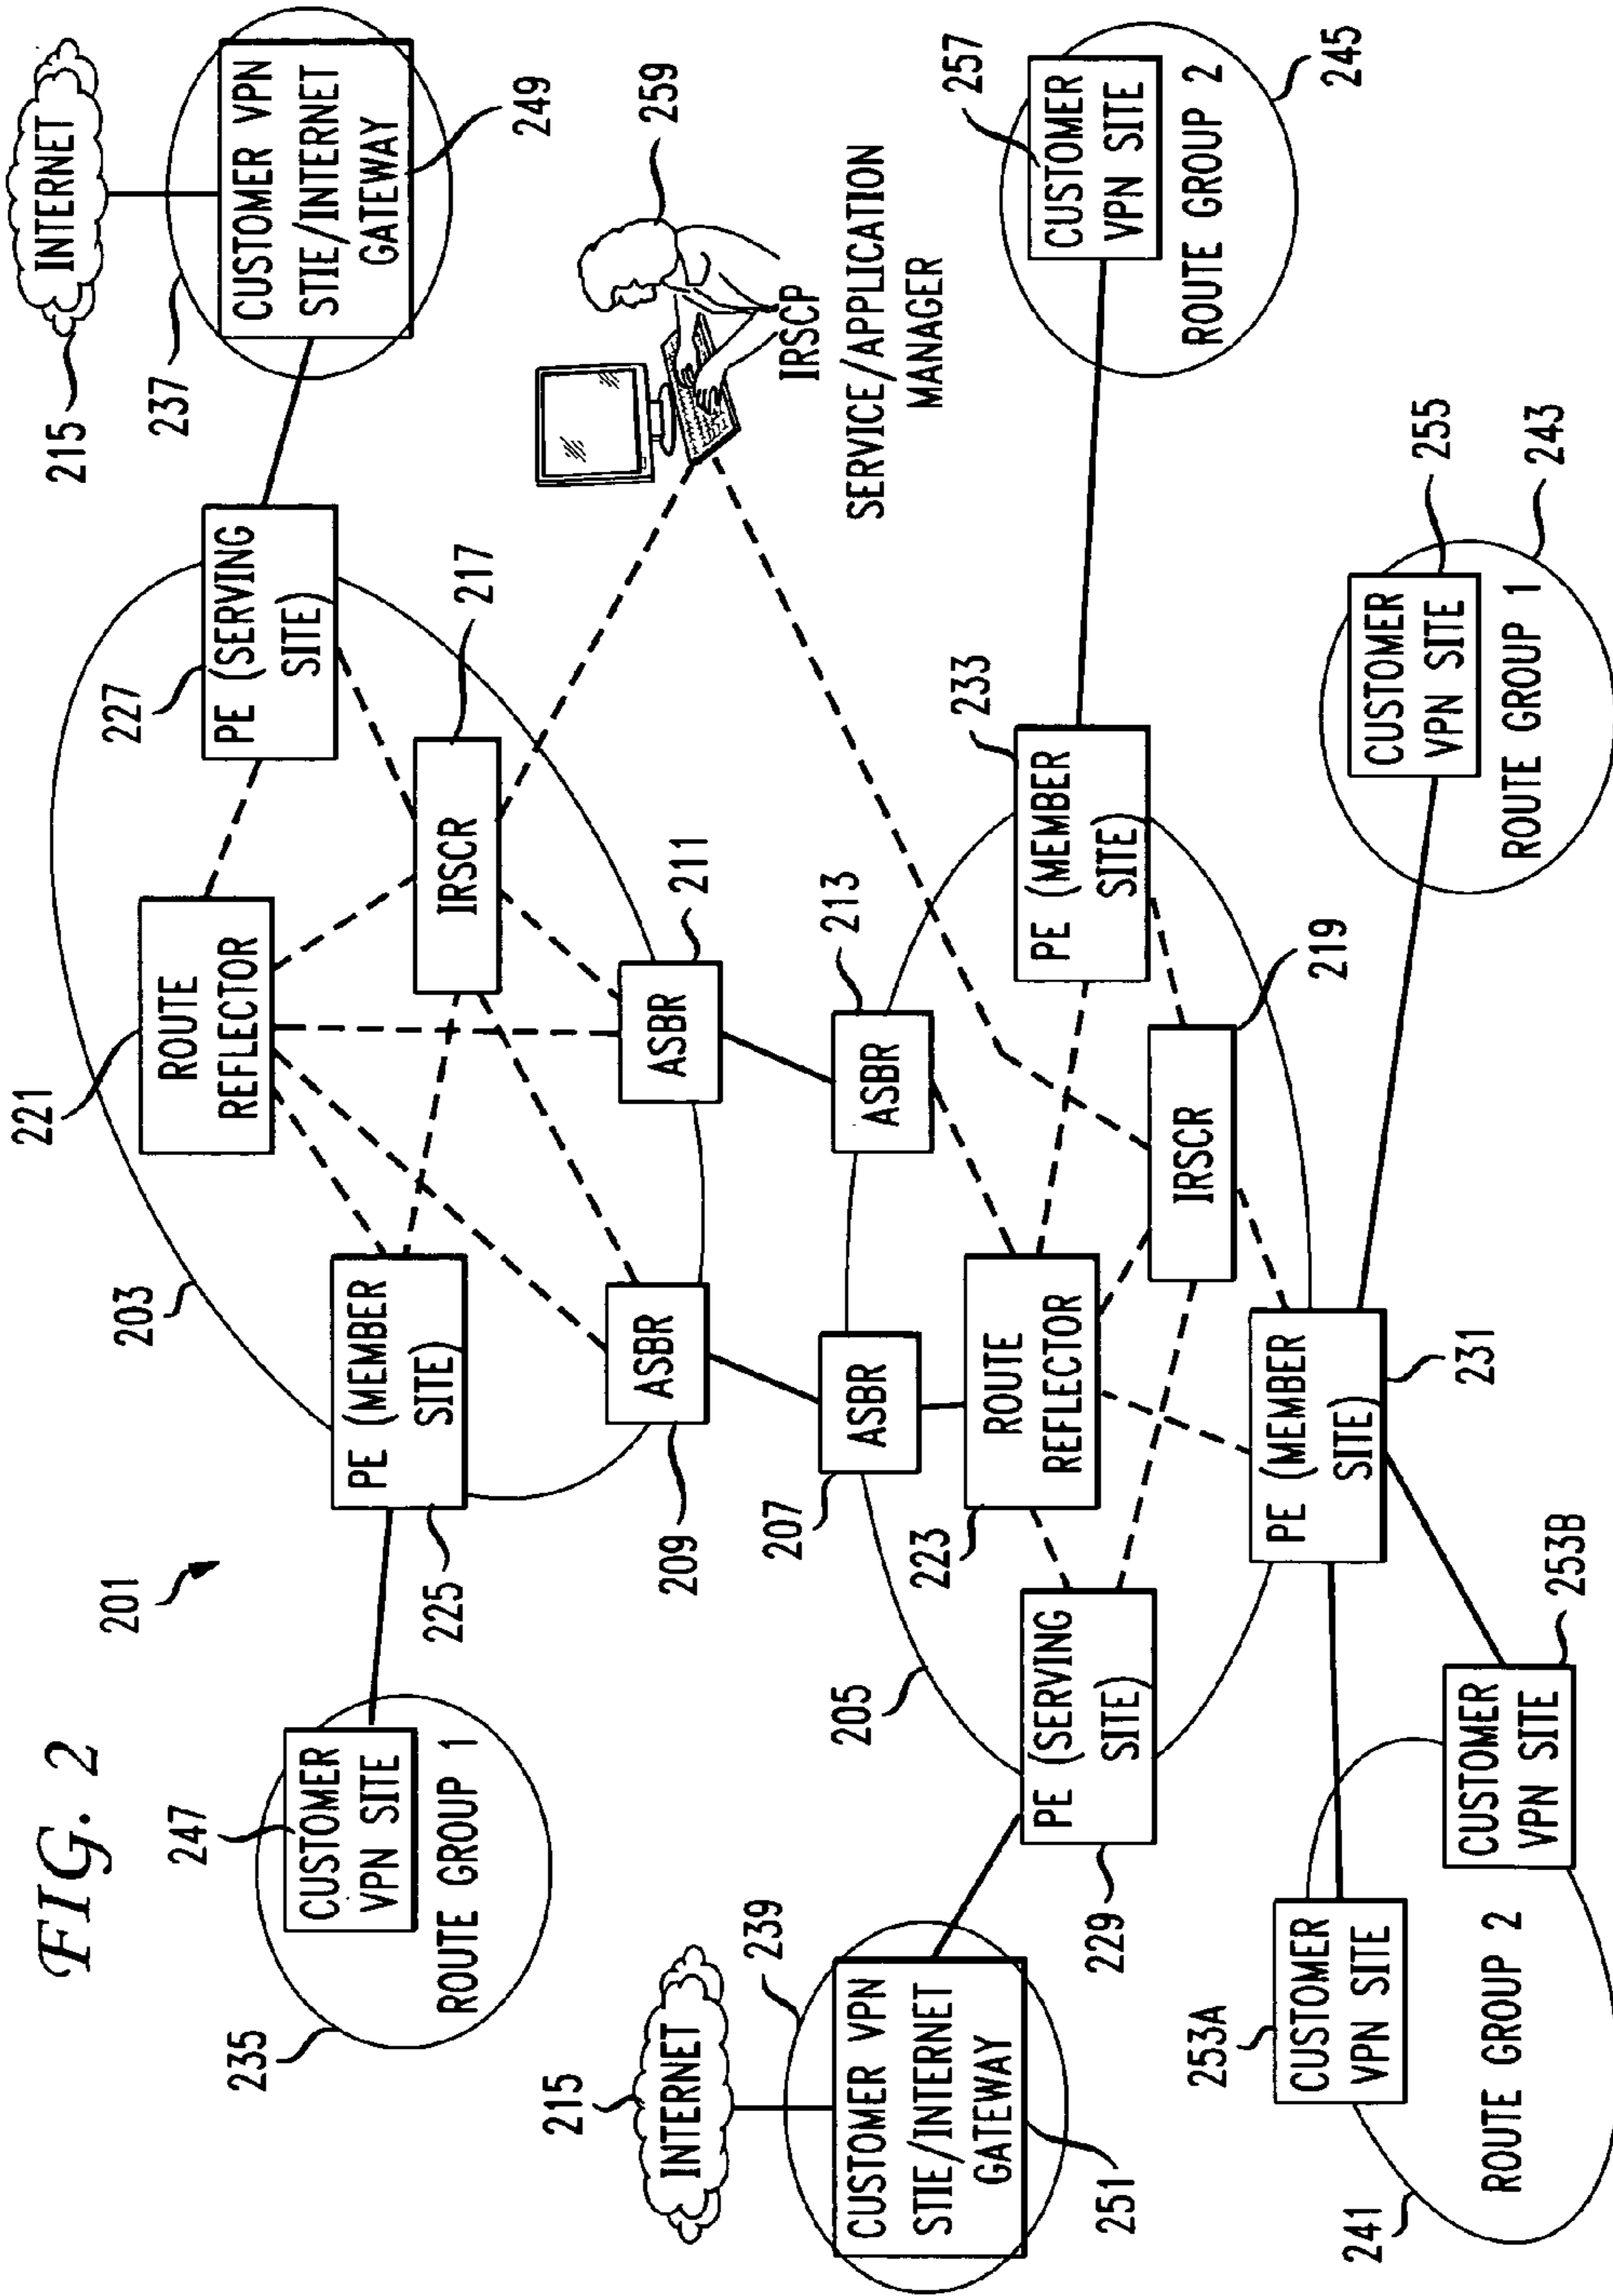 FIG. 2
201
215
INTERNET
237
CUSTOMER VPN
STIE/INTERNET
GATEWAY
249
221
ROUTE
REFLECTOR
227
PE (SERVING
SITE)
203
247
CUSTOMER
VPN SITE
ROUTE GROUP 1
235
PE (MEMBER
SITE)
225
IRSCR
217
259
IRSCP
SERVICE/APPLICATION
MANAGER
209
ASBR
ASBR
211
215
INTERNET
239
CUSTOMER VPN
STIE/INTERNET
GATEWAY
251
205
207
ASBR
ASBR
213
223
ROUTE
REFLECTOR
233
PE (MEMBER
SITE)
257
CUSTOMER
VPN SITE
ROUTE GROUP 2
245
PE (SERVING
SITE)
229
IRSCR
219
PE (MEMBER
SITE)
231
253A
CUSTOMER
VPN SITE
253B
CUSTOMER
VPN SITE
ROUTE GROUP 2
241
255
CUSTOMER
VPN SITE
ROUTE GROUP 1
243